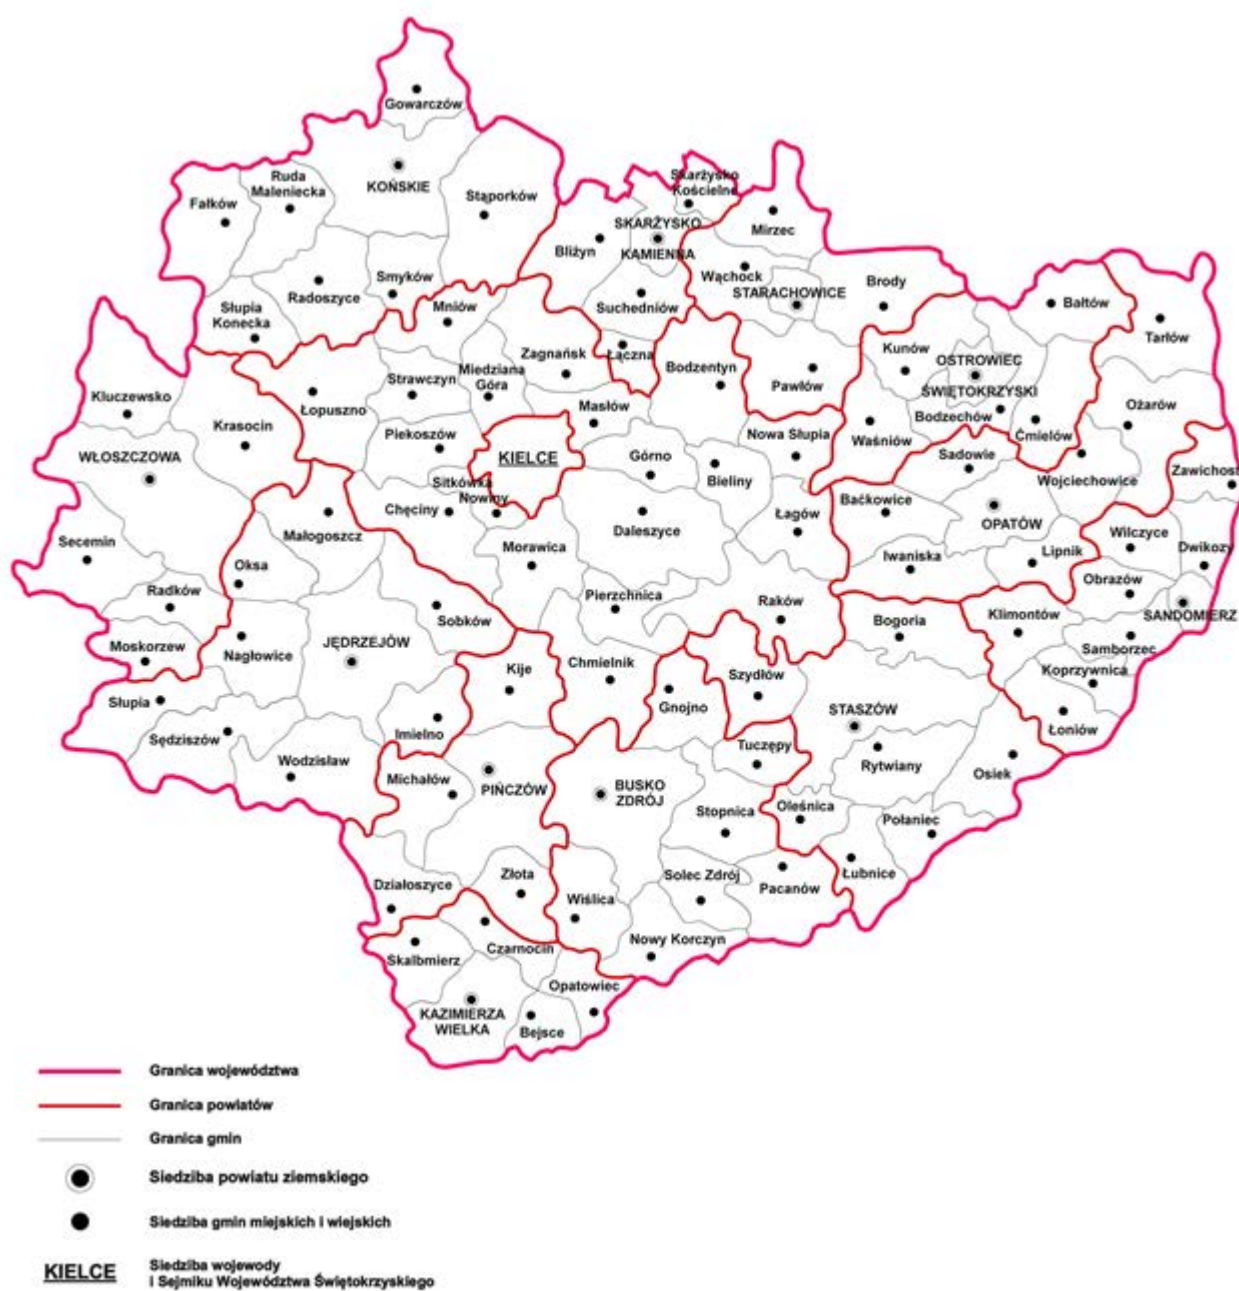 Gowarczów
KOŃSKIE
Ruda
Maleniecka
Fałków
Stąporków
Skarżysko
Kościelne
SKARŻYSKO
KAMIENNA
Bliżyn
Mirzec
Wąchock
STARACHOWICE
Brody
Radoszyce
Smyków
Słupia
Konecka
Mniów
Suchedniów
Bałtów
Tarłów
Zagnańsk
Łączna
Bodzentyn
Kunów
OSTROWIEC
ŚWIĘTOKRZYSKI
Pawłów
Kluczewsko
Łopuszno
Strawczyn
Miedziana
Góra
Masłów
Bodzechów
Ćmielów
Ożarów
Krasocin
Piekoszów
KIELCE
Górno
Nowa Słupia
Waśniów
Sadowie
WŁOSZCZOWA
Sitkówka
Nowiny
Bieliny
Wojciechowice
Zawichost
Chęciny
Małogoszcz
Daleszyce
Łagów
Baćkowice
OPATÓW
Secemin
Oksa
Morawica
Iwaniska
Lipnik
Wilczyce
Dwikozy
Radków
Pierzchnica
Obrazów
Sobków
Raków
Bogoria
Klimontów
SANDOMIERZ
Moskorzew
Nagłowice
JĘDRZEJÓW
Samborzec
Kije
Chmielnik
Szydłów
Koprzywnica
Słupia
Gnojno
STASZÓW
Łoniów
Imielno
Sędziszów
Tuczępy
Wodzisław
Rytwiany
Osiek
Michałów
PIŃCZÓW
BUSKO
ZDRÓJ
Stopnica
Oleśnica
Połaniec
Złota
Solec Zdrój
Łubnice
Działoszyce
Pacanów
Wiślica
Nowy Korczyn
Czarnocin
Skalbmierz
Opatowiec
KAZIMIERZA
WIELKA
Bejsce
Granica województwa
Granica powiatów
Granica gmin
Siedziba powiatu ziemskiego
Siedziba gmin miejskich i wiejskich
KIELCE
Siedziba wojewody
i Sejmiku Województwa Świętokrzyskiego